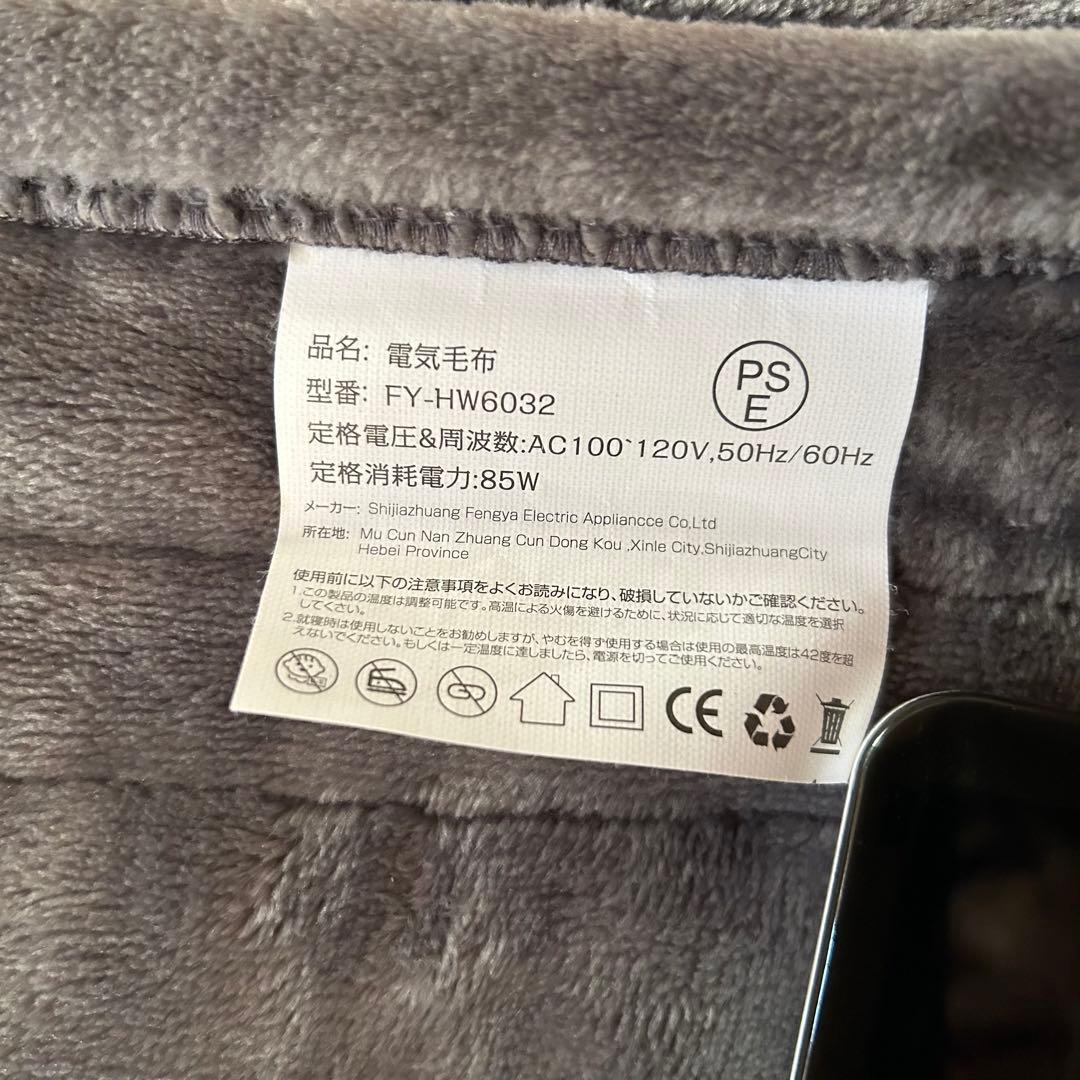 品名: 電気毛布
PS
E
型番: FY-HW6032
定格電圧&周波数:AC100~120V,50Hz/60Hz
定格消耗電力:85W
メーカー: Shijiazhuang Fengya Electric Appliancce Co,Ltd
所在地: Mu Cun Nan Zhuang Cun Dong Kou ,Xinle City,ShijiazhuangCity
Hebei Province
使用前に以下の注意事項をよくお読みになり、破損していないかご確認ください。
1.この製品の温度は調整可能です。高温による火傷を避けるために、状況に応じて適切な温度を選択
してください。
2.就寝時は使用しないことをお勧めしますが、やむを得ず使用する場合は使用の最高温度は42度を超
えないでください。もしくは一定温度に達しましたら、電源を切ってご使用ください。
CE